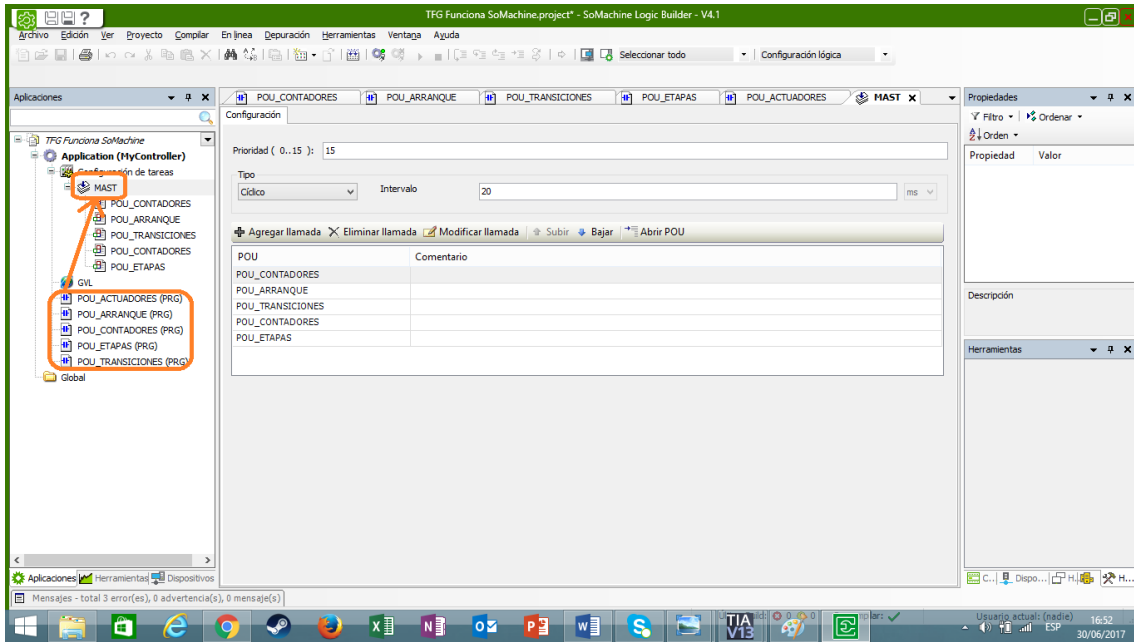 TFG Funciona SoMachine.project* - SoMachine Logic Builder - V4.1
Archivo Edición Ver Proyecto Compilar En línea Depuración Herramientas Ventana Ayuda
Seleccionar todo Configuración lógica
Aplicaciones
TFG Funciona SoMachine
Application (MyController)
Configuración de tareas
MAST
POU_CONTADORES
POU_ARRANQUE
POU_TRANSICIONES
POU_CONTADORES
POU_ETAPAS
GVL
POU_ACTUADORES (PRG)
POU_ARRANQUE (PRG)
POU_CONTADORES (PRG)
POU_ETAPAS (PRG)
POU_TRANSICIONES (PRG)
Global
Aplicaciones Herramientas Dispositivos
POU_CONTADORES POU_ARRANQUE POU_TRANSICIONES POU_ETAPAS POU_ACTUADORES MAST
Configuración
Prioridad ( 0..15 ): 15
Tipo
Cíclico Intervalo 20 ms
Agregar llamada Eliminar llamada Modificar llamada Subir Bajar Abrir POU
POU Comentario
POU_CONTADORES
POU_ARRANQUE
POU_TRANSICIONES
POU_CONTADORES
POU_ETAPAS
Propiedades
Filtro Ordenar
Orden
Propiedad Valor
Descripción
Herramientas
C... Dispo... H... H...
Mensajes - total 3 error(es), 0 advertencia(s), 0 mensaje(s)
Usuario actual: (nadie)
TIA V13
ESP
16:52
30/06/2017